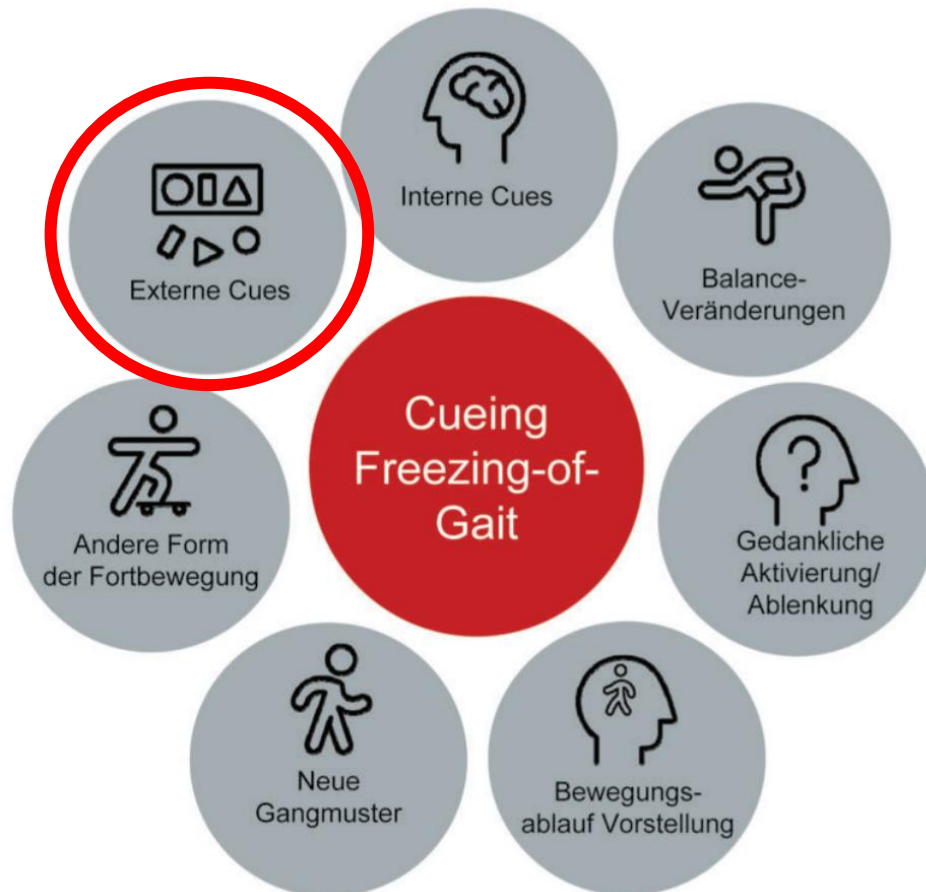 Cueing
Freezing-of-
Gait
Interne Cues
Balance-
Veränderungen
Gedankliche
Aktivierung/
Ablenkung
Bewegungs-
ablauf Vorstellung
Neue
Gangmuster
Andere Form
der Fortbewegung
Externe Cues